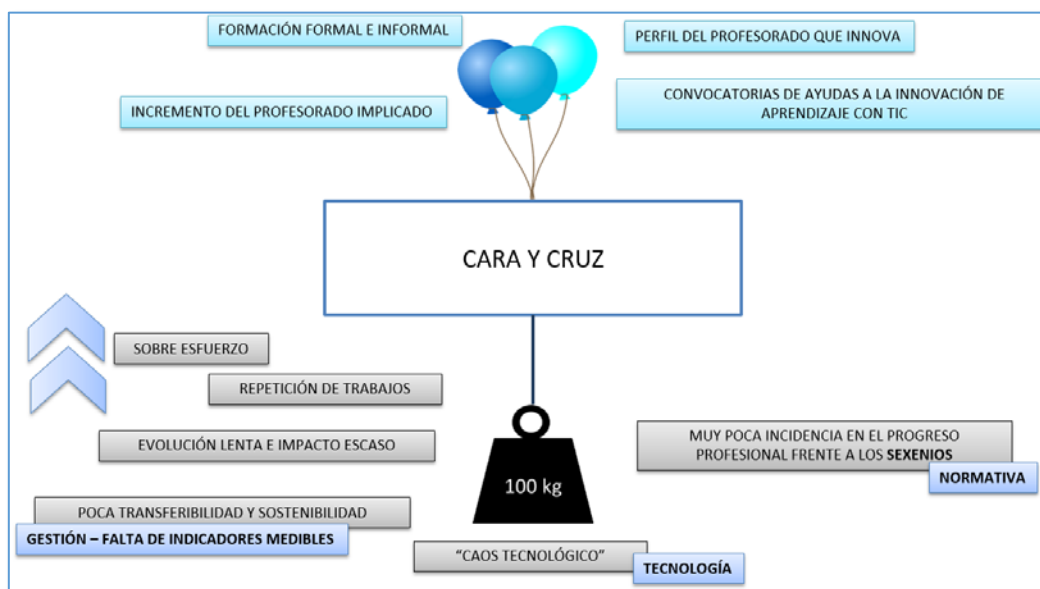 FORMACIÓN FORMAL E INFORMAL
PERFIL DEL PROFESORADO QUE INNOVA
INCREMENTO DEL PROFESORADO IMPLICADO
CONVOCATORIAS DE AYUDAS A LA INNOVACIÓN DE
APRENDIZAJE CON TIC
CARA Y CRUZ
SOBRE ESFUERZO
REPETICIÓN DE TRABAJOS
EVOLUCIÓN LENTA E IMPACTO ESCASO
MUY POCA INCIDENCIA EN EL PROGRESO
PROFESIONAL FRENTE A LOS SEXENIOS
NORMATIVA
100 kg
POCA TRANSFERIBILIDAD Y SOSTENIBILIDAD
GESTIÓN – FALTA DE INDICADORES MEDIBLES
"CAOS TECNOLÓGICO"
TECNOLOGÍA